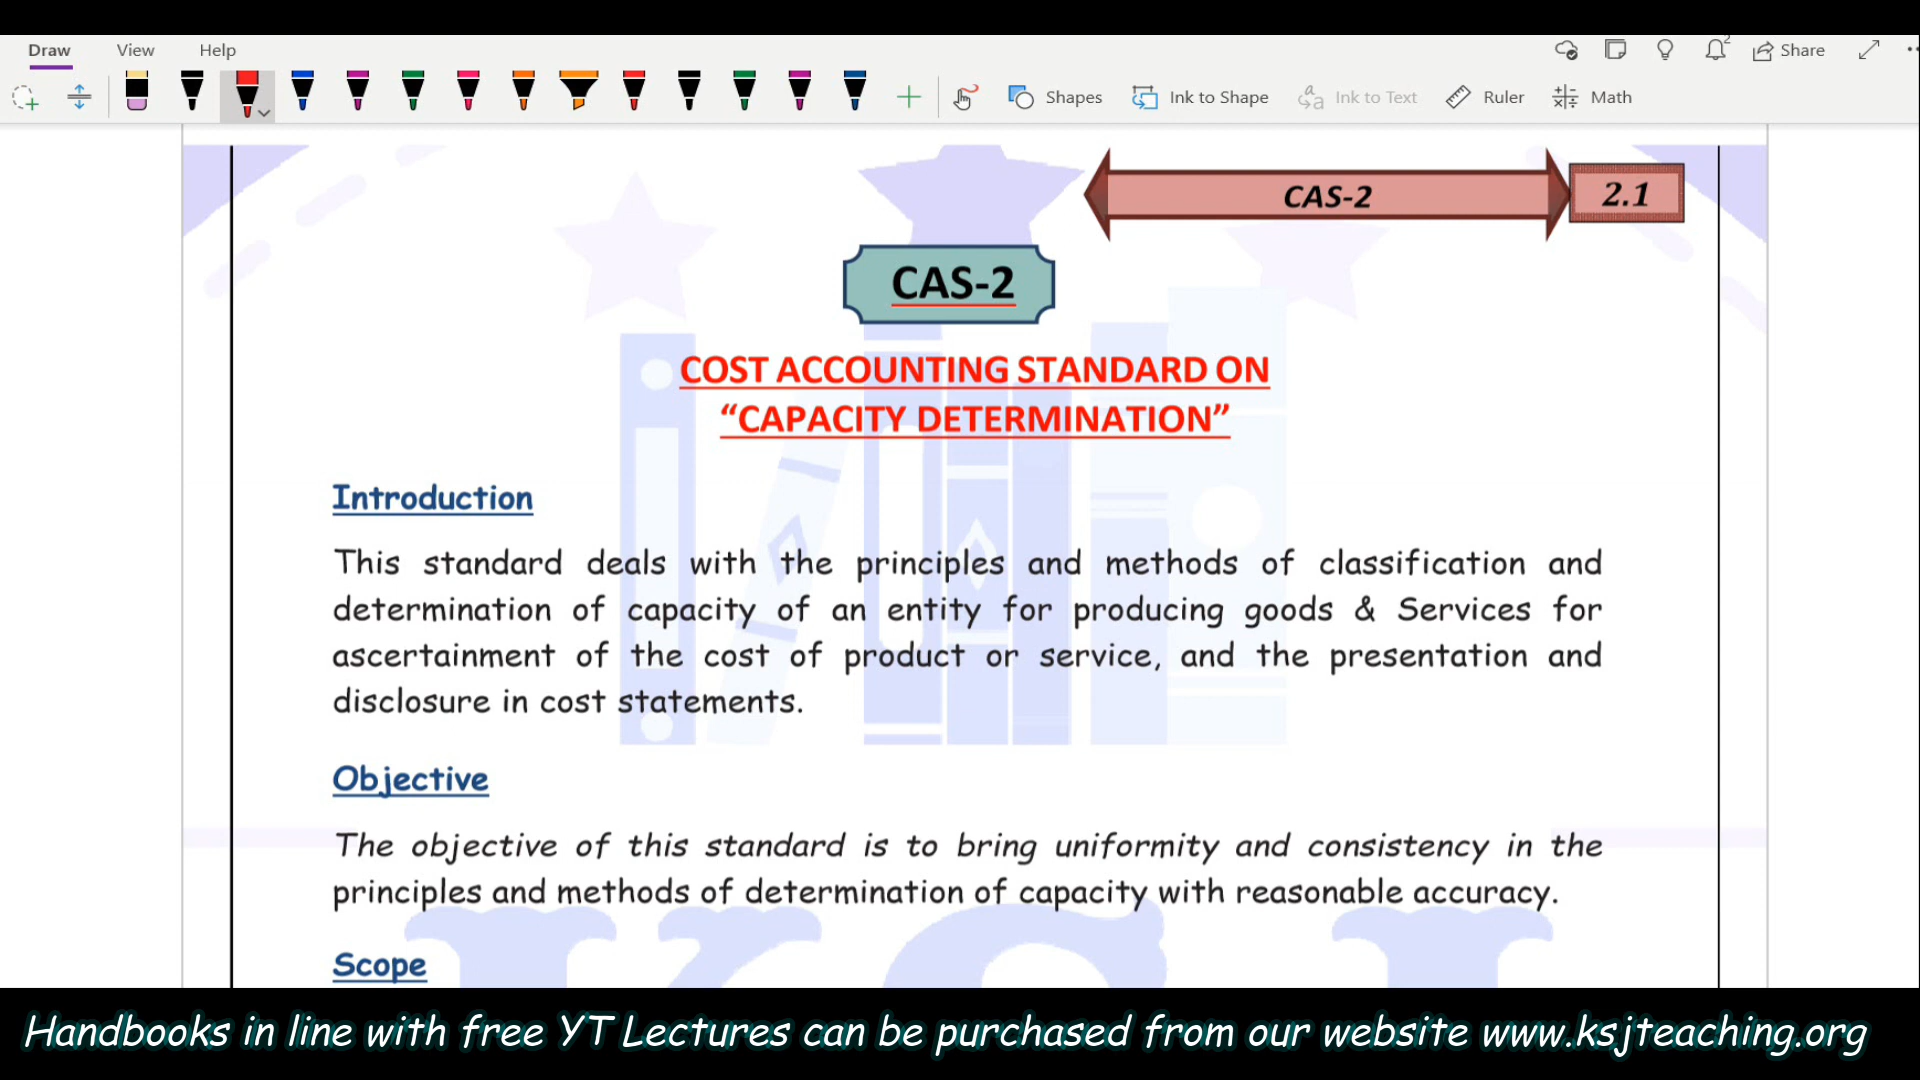 Draw View Help
2
Share
Shapes Ink to Shape Ink to Text Ruler Math
CAS-2 2.1
CAS-2
COST ACCOUNTING STANDARD ON
“CAPACITY DETERMINATION”
Introduction
This standard deals with the principles and methods of classification and
determination of capacity of an entity for producing goods & Services for
ascertainment of the cost of product or service, and the presentation and
disclosure in cost statements.
Objective
The objective of this standard is to bring uniformity and consistency in the
principles and methods of determination of capacity with reasonable accuracy.
Scope
Handbooks in line with free YT Lectures can be purchased from our website www.ksjteaching.org